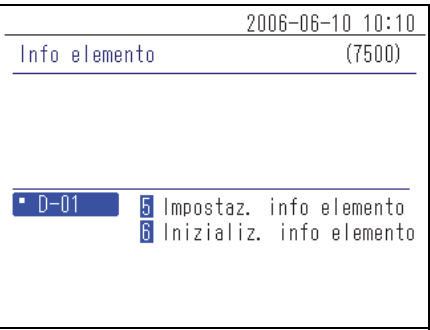 2006-06-10 10:10
Info elemento (7500)
▪ D-01 5 Impostaz. info elemento
6 Inizializ. info elemento